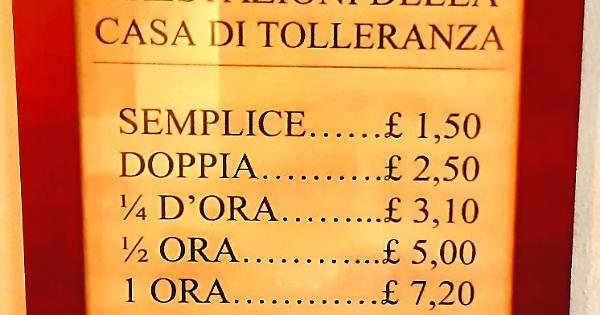 DELLA
CASA DI TOLLERANZA
SEMPLICE......£ 1,50
DOPPIA..........£ 2,50
¼ D'ORA.........£ 3,10
½ ORA............£ 5,00
1 ORA............£ 7,20